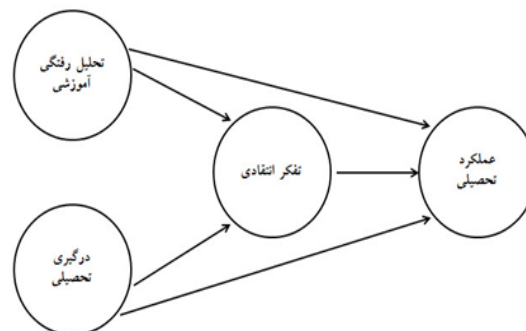 تحلیل رفتگی
آموزشی
تفکر انتقادی
عملکرد
تحصیلی
درگیری
تحصیلی